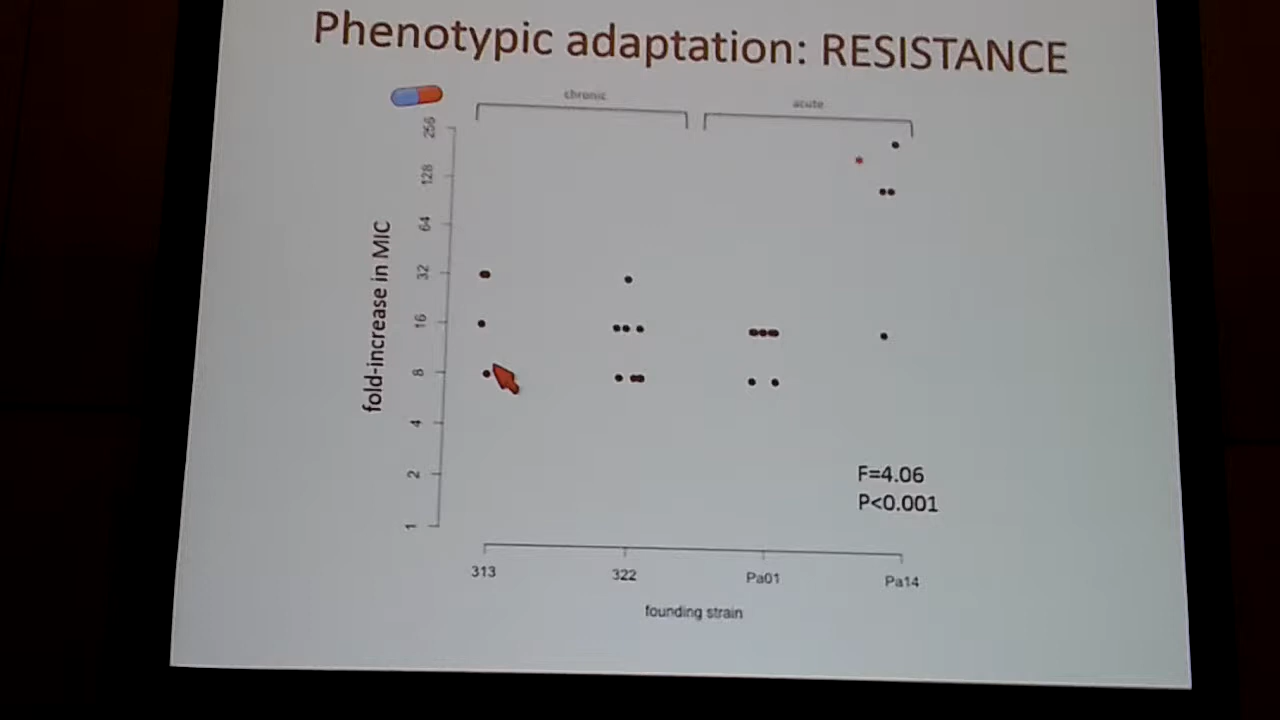 Phenotypic adaptation: RESISTANCE
chronic
acute
256
128
64
32
16
8
4
2
1
fold-increase in MIC
F=4.06
P<0.001
313
322
Pa01
Pa14
founding strain